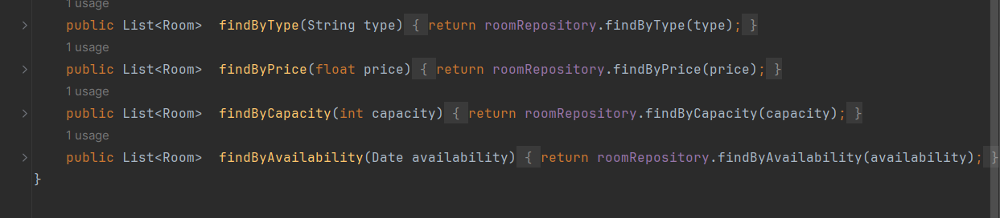 1 usage
public List<Room>  findByType(String type) { return roomRepository.findByType(type); }
1 usage
public List<Room>  findByPrice(float price) { return roomRepository.findByPrice(price); }
1 usage
public List<Room>  findByCapacity(int capacity) { return roomRepository.findByCapacity(capacity); }
1 usage
public List<Room>  findByAvailability(Date availability) { return roomRepository.findByAvailability(availability); }
}